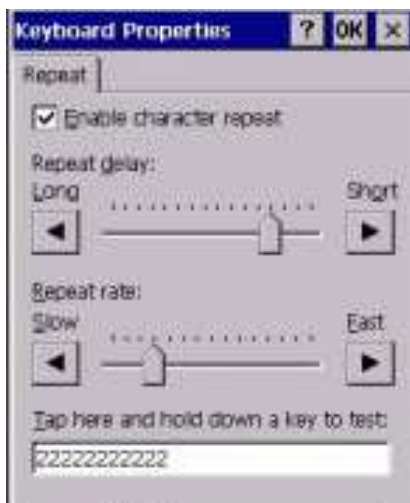 Keyboard Properties ? OK ×
Repeat
Enable character repeat
Repeat delay:
Long Short
Repeat rate:
Slow Fast
Tap here and hold down a key to test:
22222222222